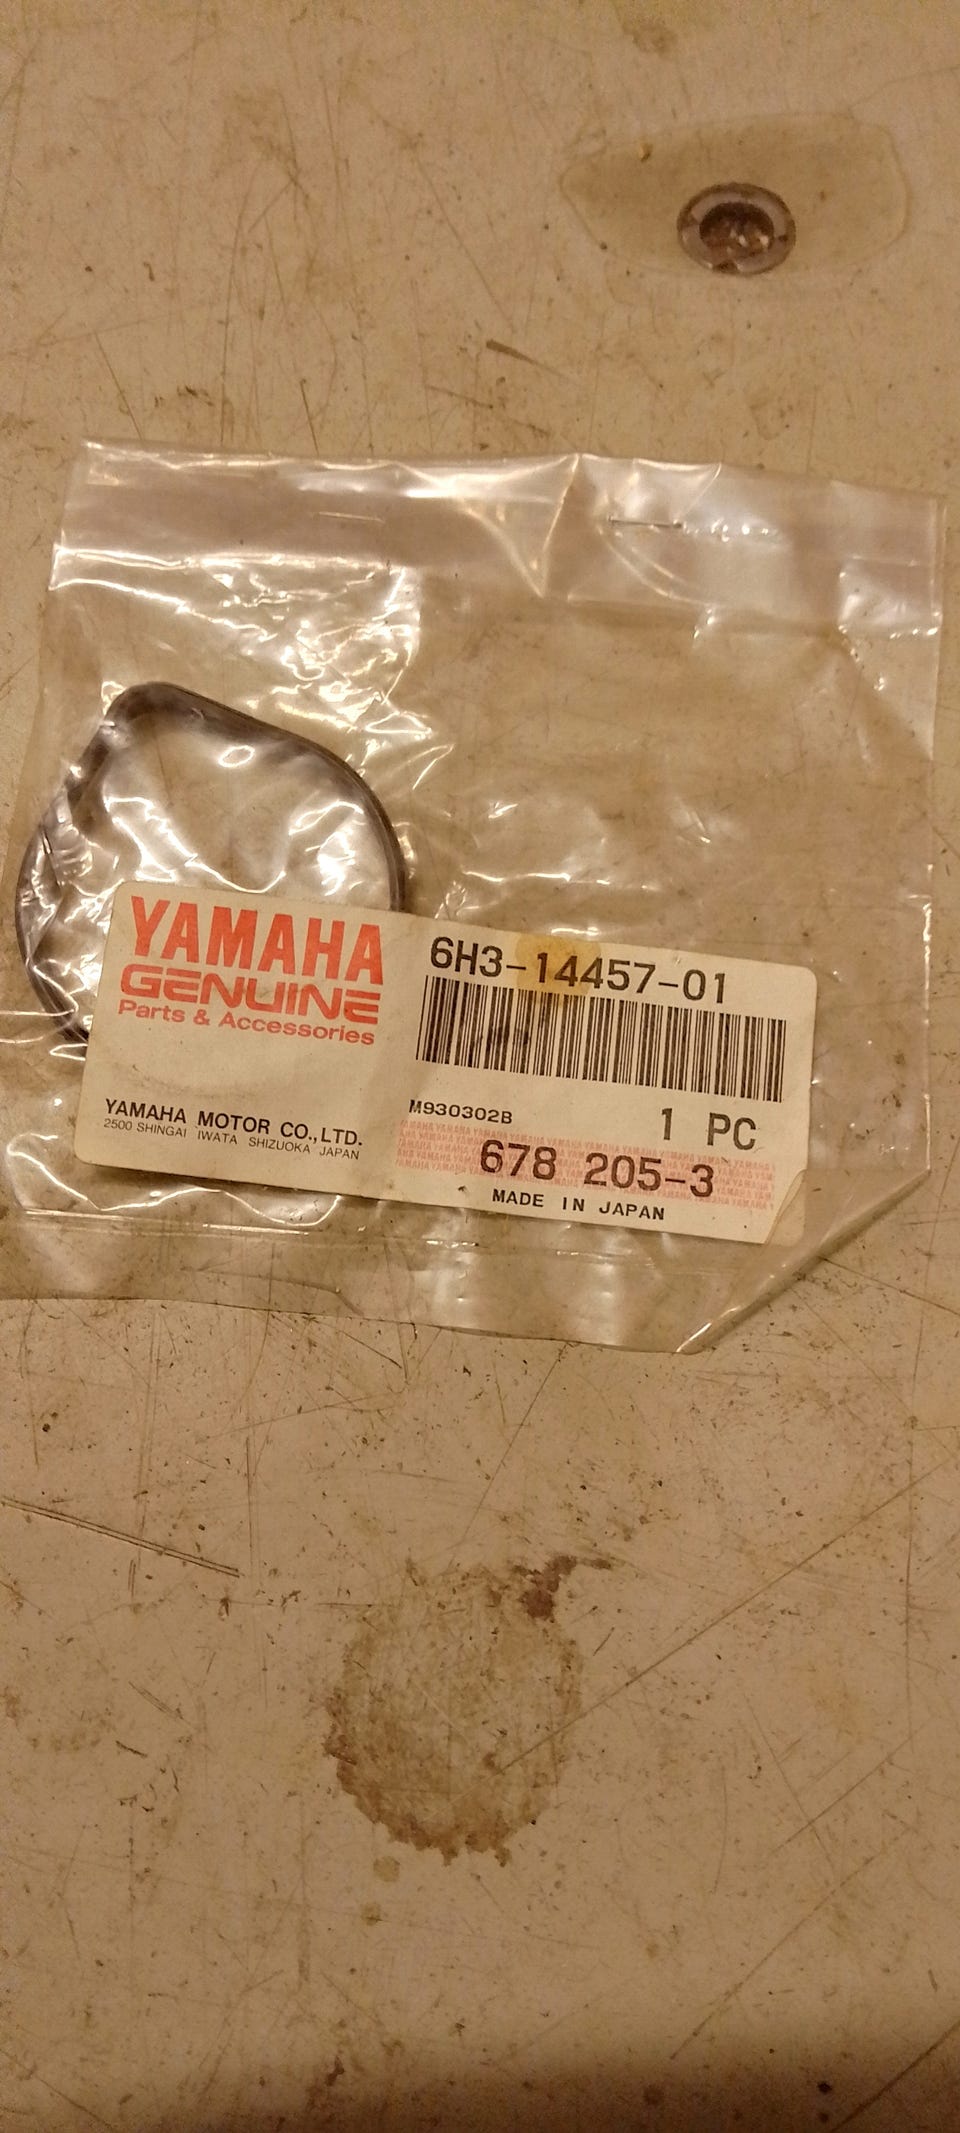 YAMAHA
GENUINE
Parts & Accessories
YAMAHA MOTOR CO.,LTD.
2500 SHINGAI IWATA SHIZUOKA JAPAN
6H3-14457-01
M930302B
1 PC
678 205-3
MADE IN JAPAN